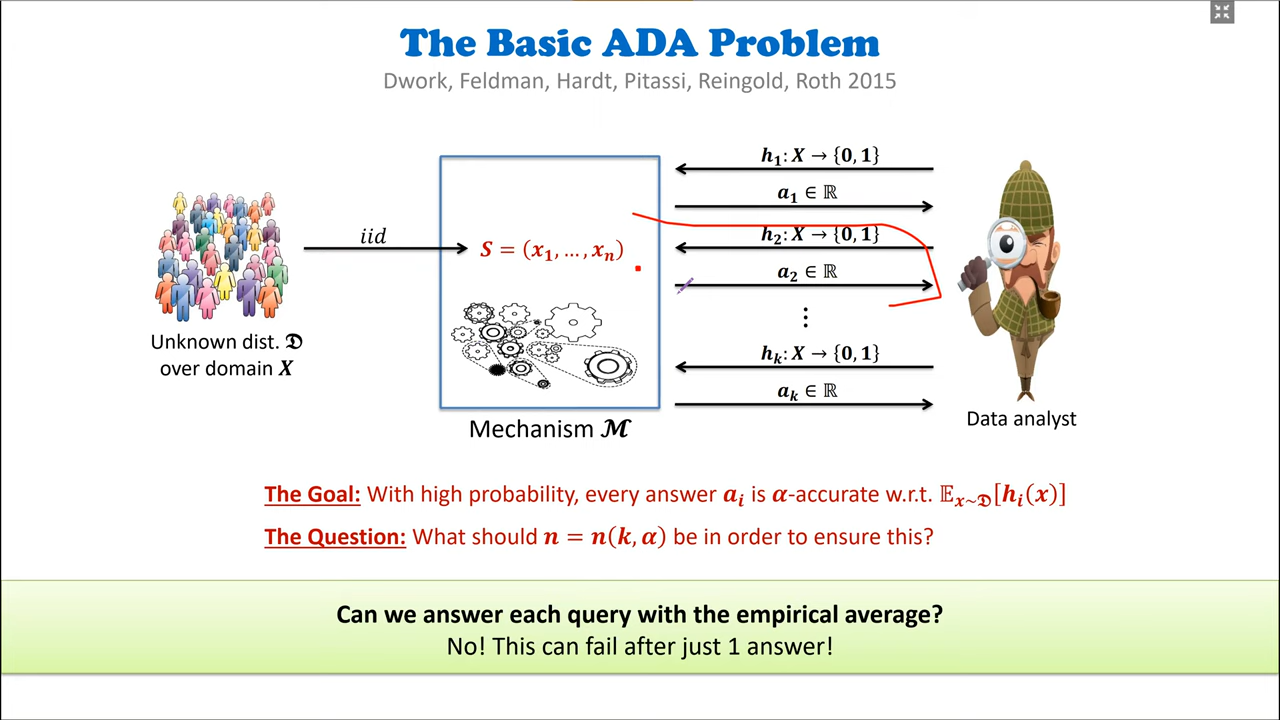 The Basic ADA Problem
Dwork, Feldman, Hardt, Pitassi, Reingold, Roth 2015
h₁: X → {0, 1}
a₁ ∈ ℝ
iid
S = (x₁, …, xₙ)
h₂: X → {0, 1}
a₂ ∈ ℝ
⋮
Unknown dist. 𝕯
over domain X
hₖ: X → {0, 1}
aₖ ∈ ℝ
Mechanism ℳ
Data analyst
The Goal: With high probability, every answer aᵢ is α-accurate w.r.t. 𝔼ₓ~𝕯[hᵢ(x)]
The Question: What should n = n(k, α) be in order to ensure this?
Can we answer each query with the empirical average?
No! This can fail after just 1 answer!